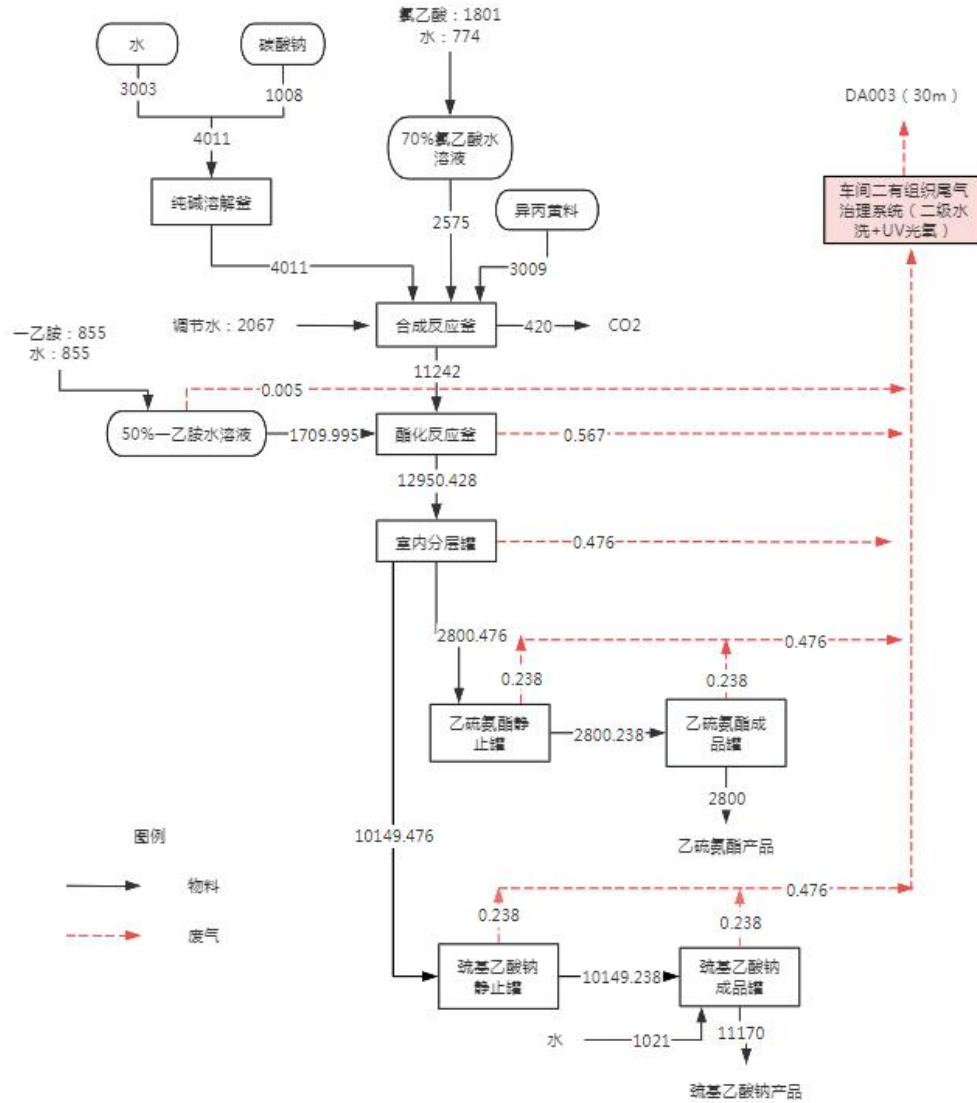 氯乙酸：1801
水：774
水
碳酸钠
3003
1008
DA003（30m）
4011
70%氯乙酸水
溶液
纯碱溶解釜
车间二有组织尾气
治理系统（二级水
洗+UV光氧）
异丙黄料
2575
4011
3009
调节水：2067
合成反应釜
420
CO2
一乙胺：855
水：855
11242
0.005
50%一乙胺水溶液
1709.995
酯化反应釜
0.567
12950.428
室内分层罐
0.476
2800.476
0.476
0.238
0.238
乙硫氨酯静
止罐
2800.238
乙硫氨酯成
品罐
2800
10149.476
图例
乙硫氨酯产品
物料
0.476
0.238
0.238
废气
巯基乙酸钠
静止罐
10149.238
巯基乙酸钠
成品罐
水
1021
11170
巯基乙酸钠产品